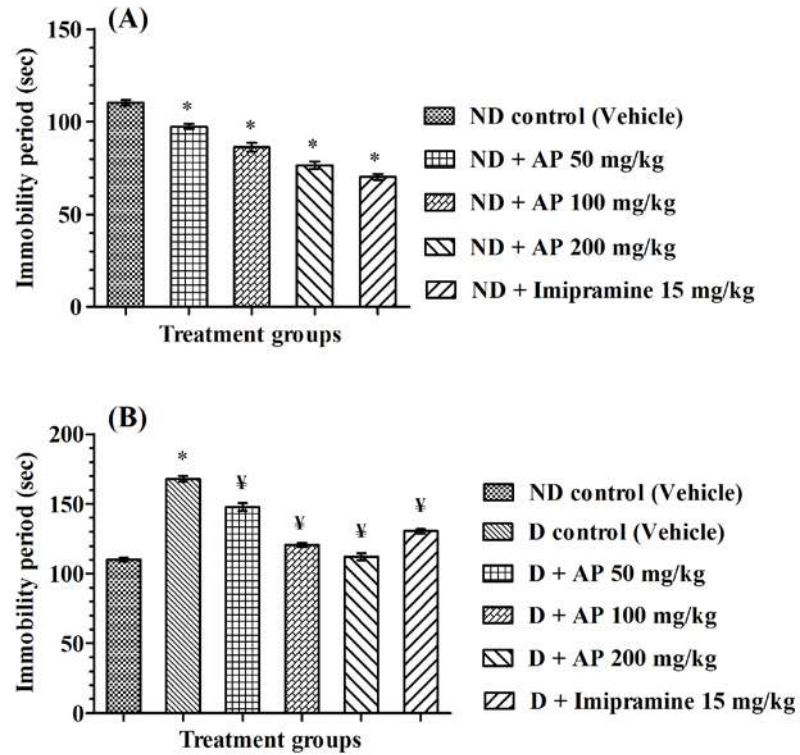 (A)
150
100
50
0
Immobility period (sec)
*
*
*
*
Treatment groups
ND control (Vehicle)
ND + AP 50 mg/kg
ND + AP 100 mg/kg
ND + AP 200 mg/kg
ND + Imipramine 15 mg/kg
(B)
200
150
100
50
0
Immobility period (sec)
*
¥
¥
¥
¥
Treatment groups
ND control (Vehicle)
D control (Vehicle)
D + AP 50 mg/kg
D + AP 100 mg/kg
D + AP 200 mg/kg
D + Imipramine 15 mg/kg